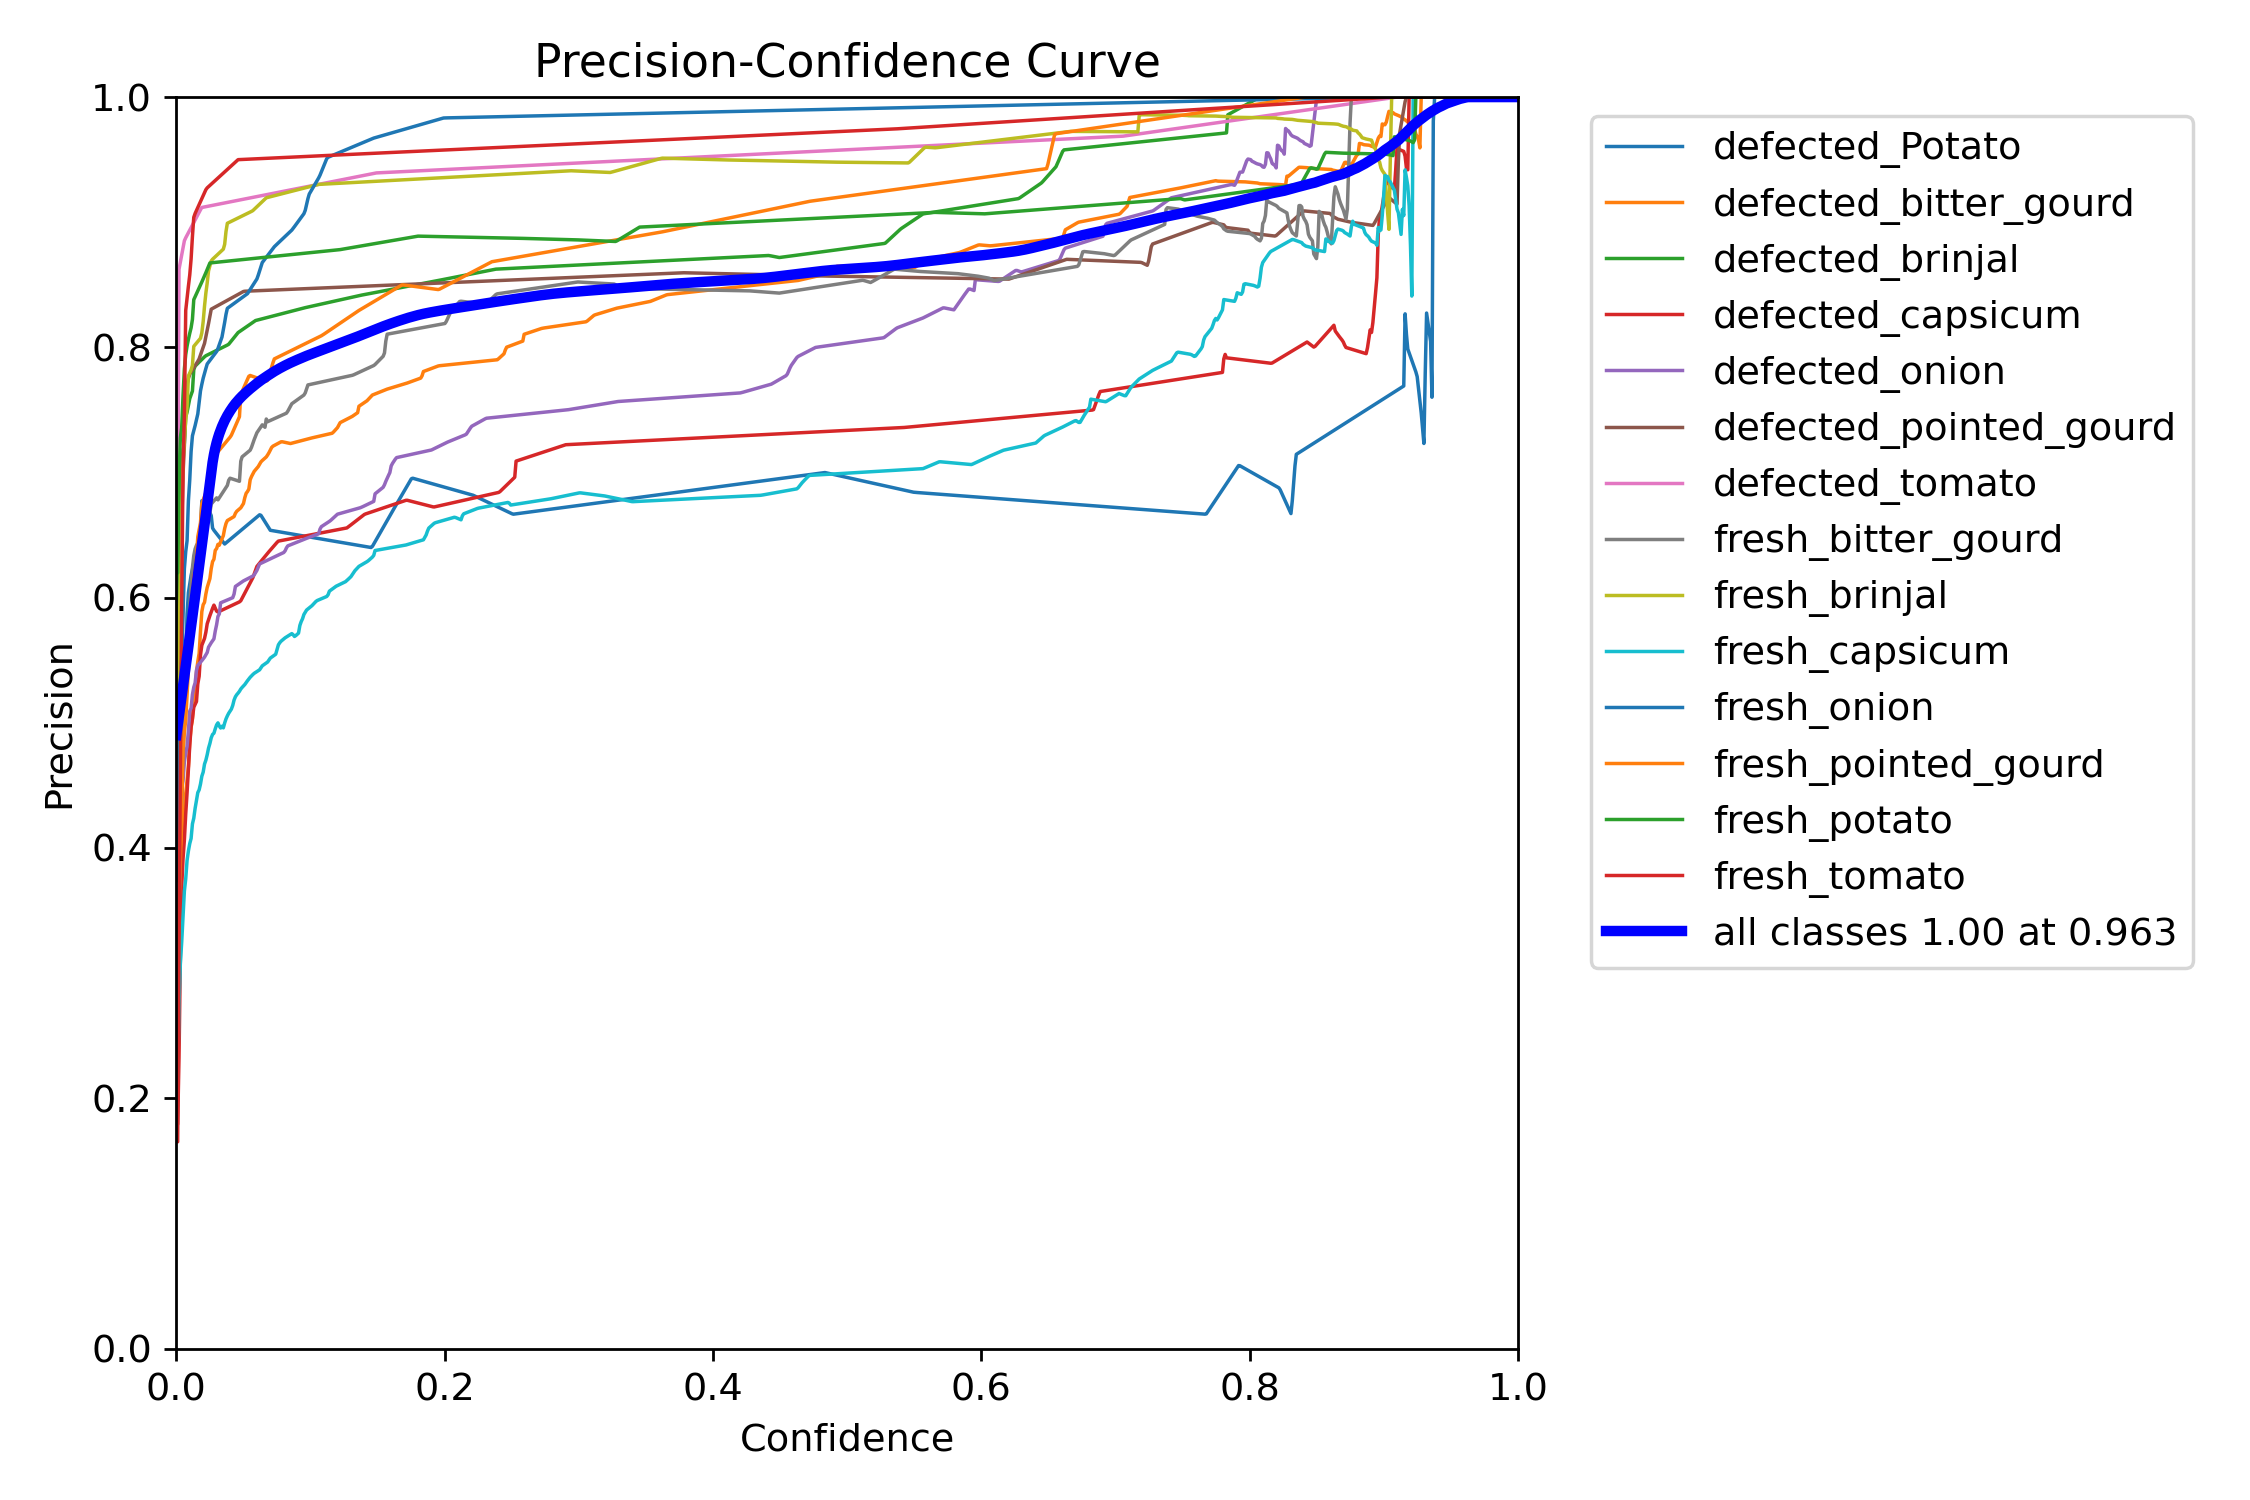 Precision-Confidence Curve
1.0
0.8
0.6
0.4
0.2
0.0
Precision
0.0 0.2 0.4 0.6 0.8 1.0
Confidence
defected_Potato
defected_bitter_gourd
defected_brinjal
defected_capsicum
defected_onion
defected_pointed_gourd
defected_tomato
fresh_bitter_gourd
fresh_brinjal
fresh_capsicum
fresh_onion
fresh_pointed_gourd
fresh_potato
fresh_tomato
all classes 1.00 at 0.963